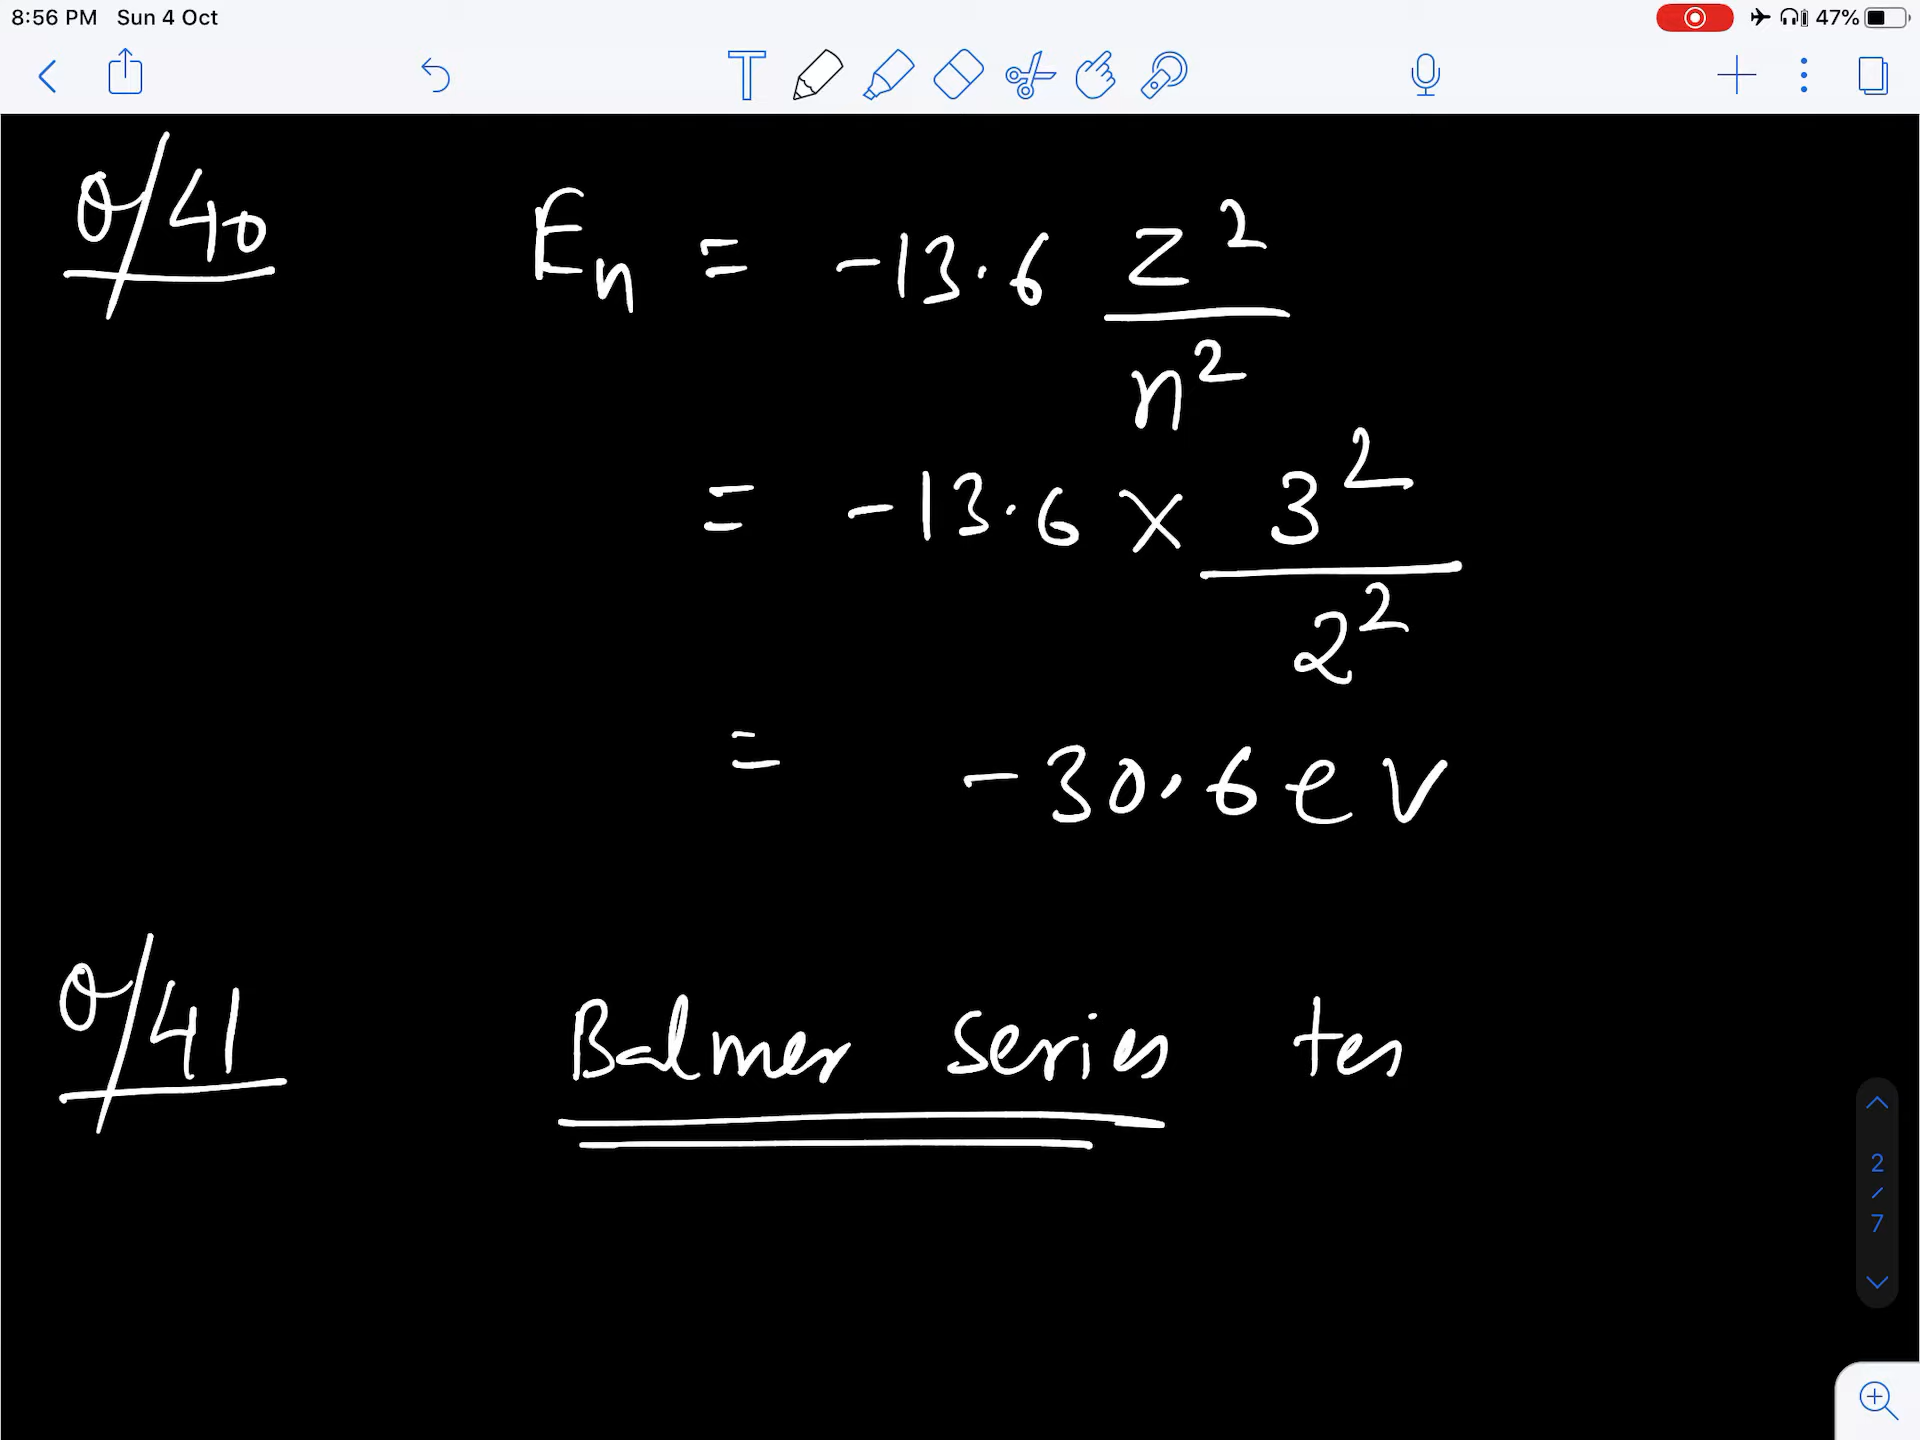 8:56 PM Sun 4 Oct 47%
T
Q/40 Eₙ = -13.6 Z²/n²
= -13.6 × 3²/2²
= -30.6 eV
Q/41 Balmer series tes
2
/
7